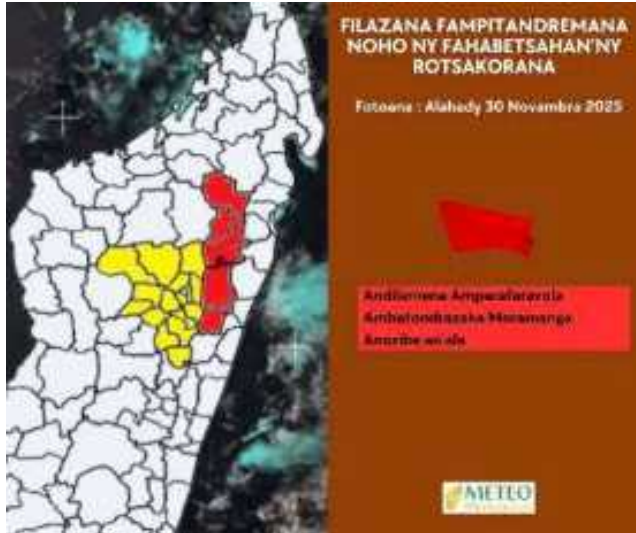 FILAZANA FAMPITANDREMANA
NOHO NY FAHABETSAHAN'NY
ROTSAKORANA
Fotoana : Alahady 30 Novambra 2025
Andilamena Amparafaravola
Ambatondrazaka Moramanga
Anosibe an ala
METEO